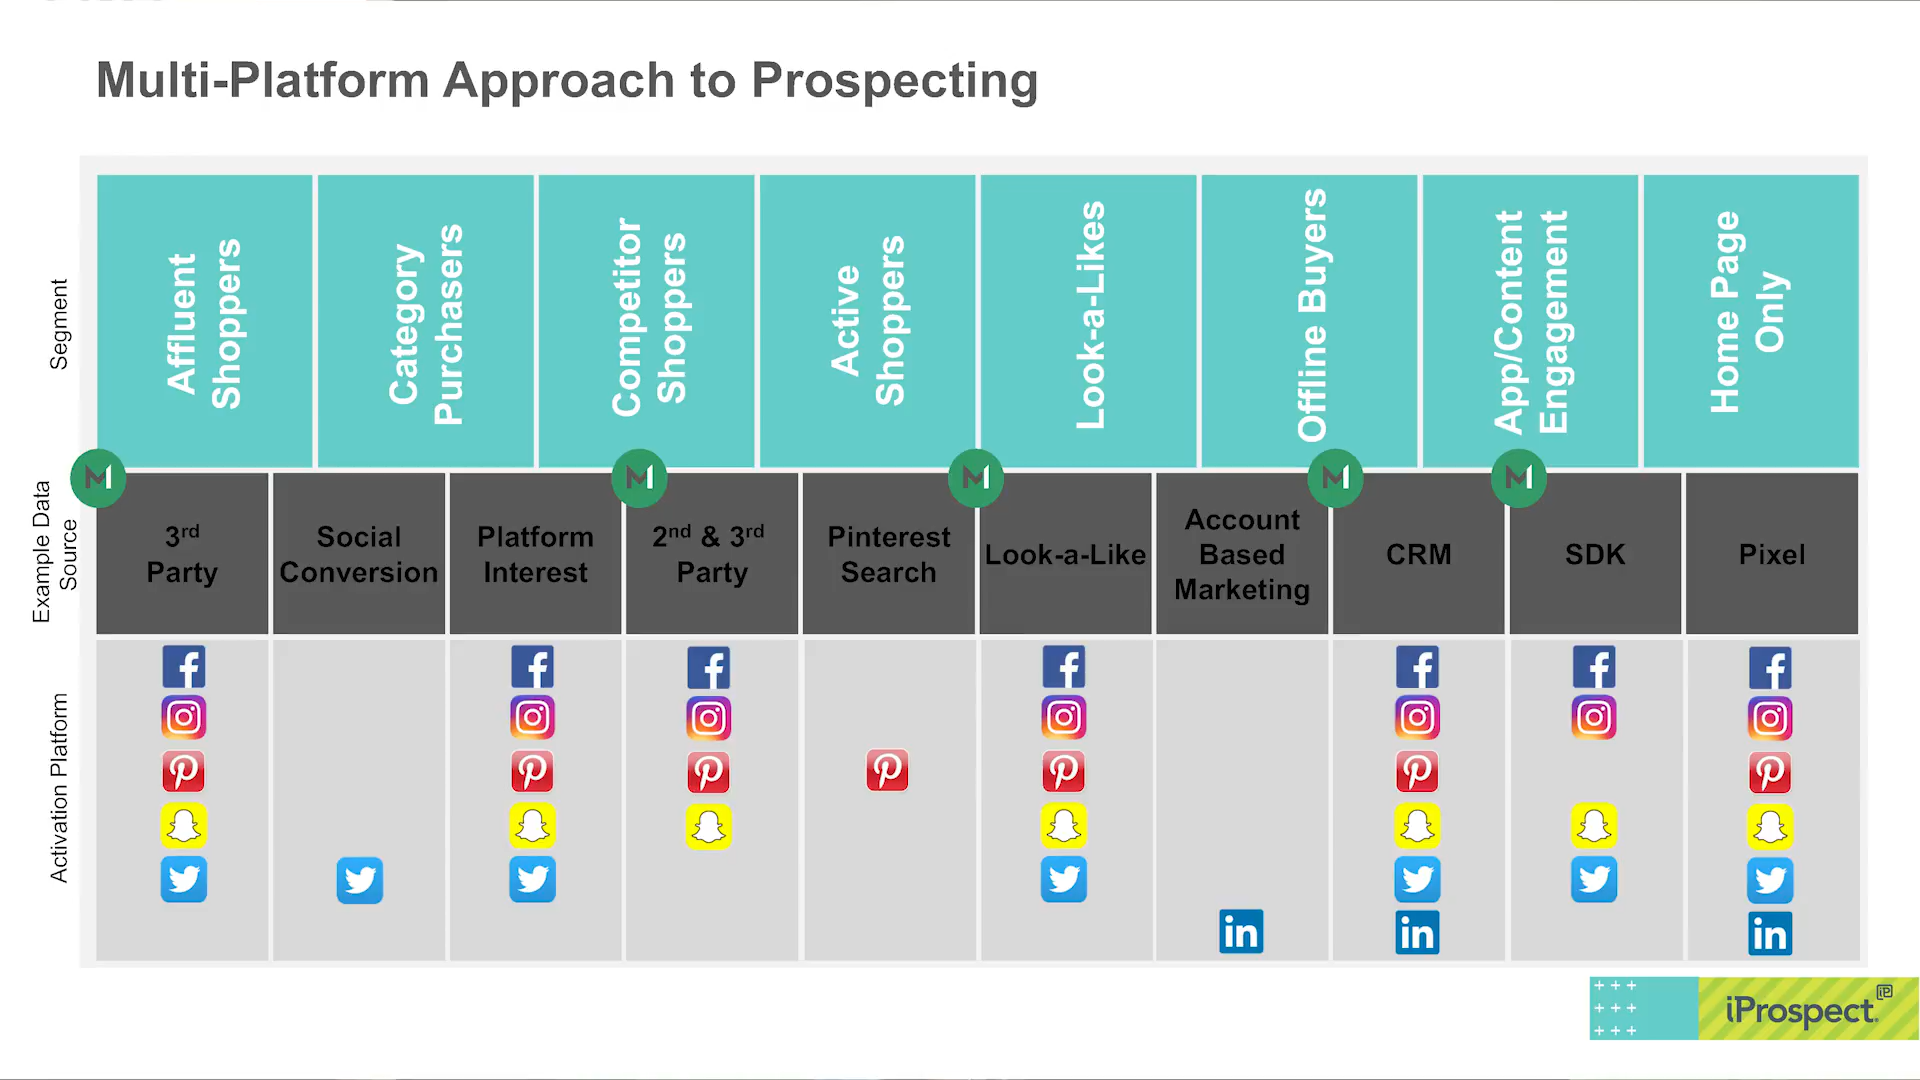 Multi-Platform Approach to Prospecting
Segment
Affluent
Shoppers
Category
Purchasers
Competitor
Shoppers
Active
Shoppers
Look-a-Likes
Offline Buyers
App/Content
Engagement
Home Page
Only
Example Data
Source
3rd
Party
Social
Conversion
Platform
Interest
2nd & 3rd
Party
Pinterest
Search
Look-a-Like
Account
Based
Marketing
CRM
SDK
Pixel
Activation Platform
iProspect